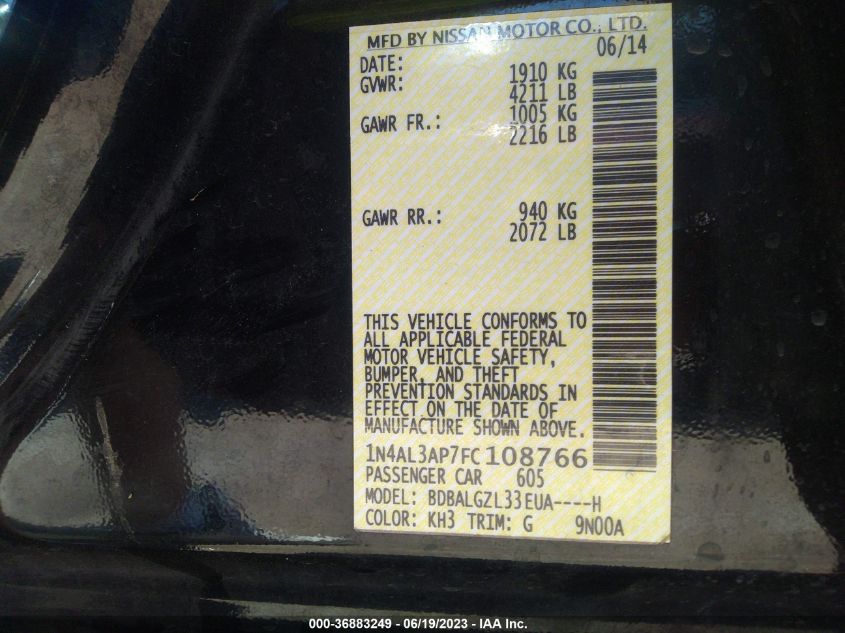 MFD BY NISSAN MOTOR CO., LTD.
DATE: 06/14
GVWR: 1910 KG
4211 LB
GAWR FR.: 1005 KG
2216 LB
GAWR RR.: 940 KG
2072 LB
THIS VEHICLE CONFORMS TO
ALL APPLICABLE FEDERAL
MOTOR VEHICLE SAFETY,
BUMPER, AND THEFT
PREVENTION STANDARDS IN
EFFECT ON THE DATE OF
MANUFACTURE SHOWN ABOVE.
1N4AL3AP7FC108766
PASSENGER CAR 605
MODEL: BDBALGZL33EUA----H
COLOR: KH3 TRIM: G 9N00A
000-36883249 - 06/19/2023 - IAA Inc.